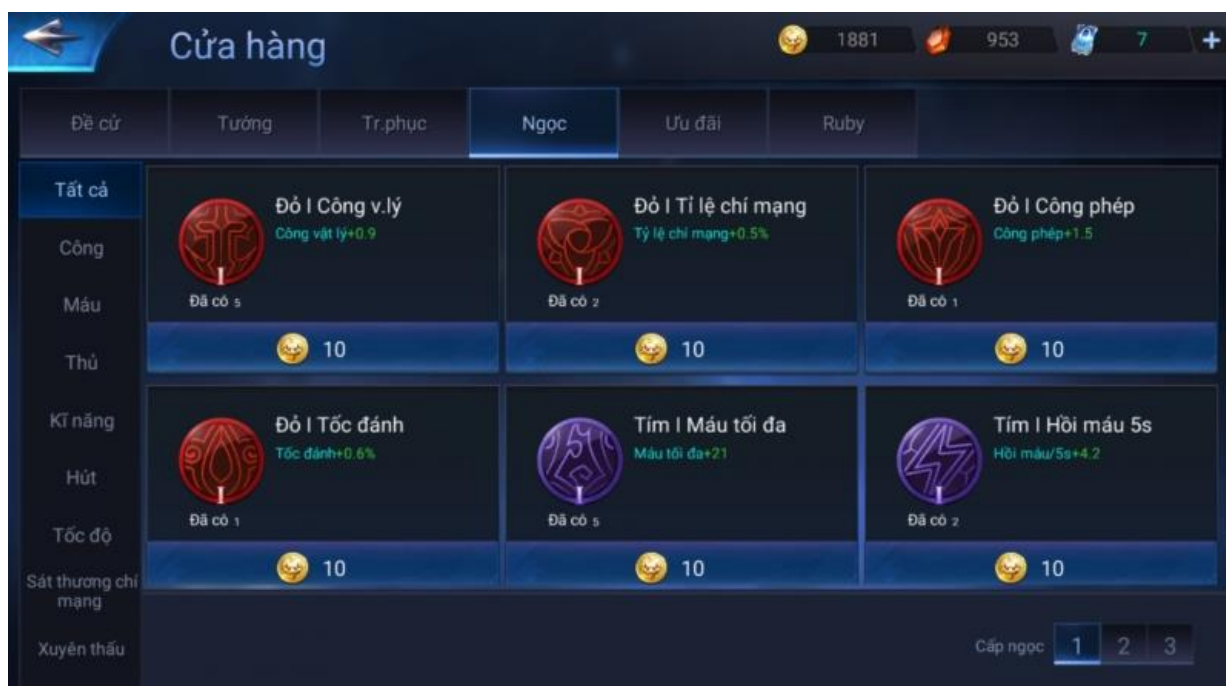 Cửa hàng
1881
953
7
+
Đề cử
Tướng
Tr.phục
Ngọc
Ưu đãi
Ruby
Tất cả
Công
Máu
Thủ
Kĩ năng
Hút
Tốc độ
Sát thương chí
mạng
Xuyên thấu
Đỏ I Công v.lý
Công vật lý+0.9
I
Đã có 5
10
Đỏ I Tỉ lệ chí mạng
Tỷ lệ chí mạng+0.5%
I
Đã có 2
10
Đỏ I Công phép
Công phép+1.5
I
Đã có 1
10
Đỏ I Tốc đánh
Tốc đánh+0.6%
I
Đã có 1
10
Tím I Máu tối đa
Máu tối đa+21
I
Đã có 5
10
Tím I Hồi máu 5s
Hồi máu/5s+4.2
I
Đã có 2
10
Cấp ngọc 1 2 3